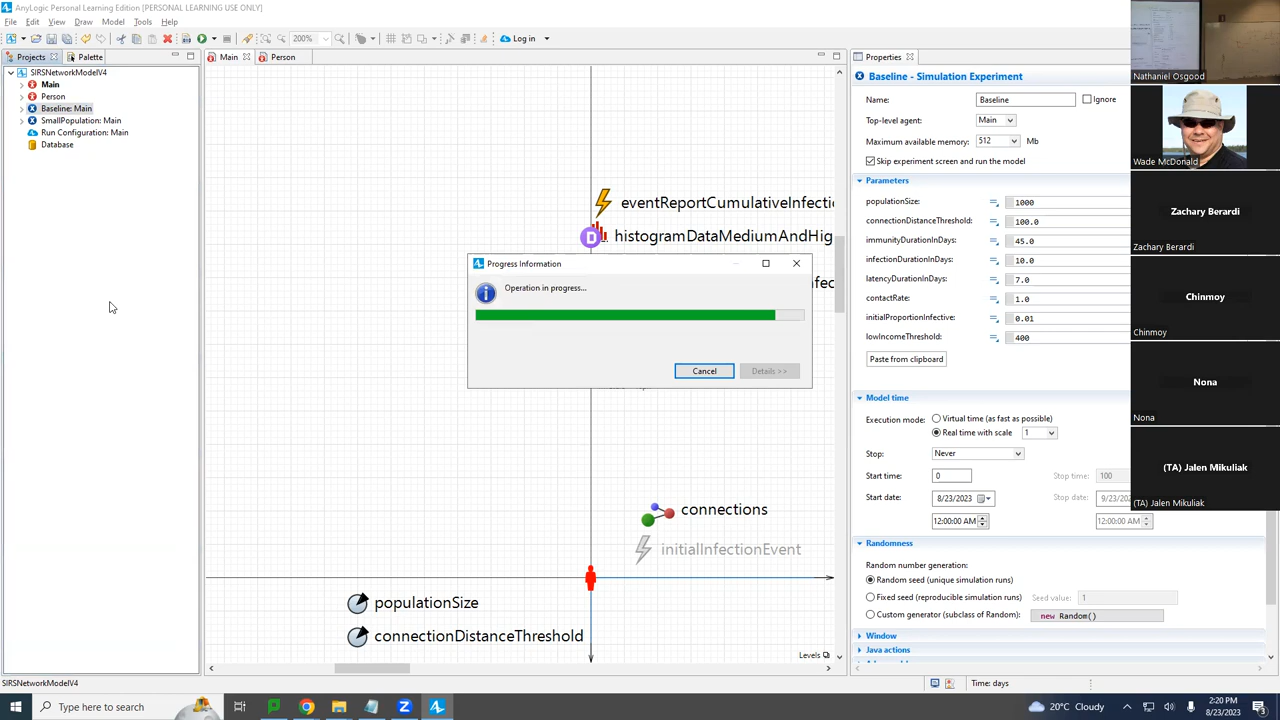 AnyLogic Personal Learning Edition [PERSONAL LEARNING USE ONLY]
File Edit View Draw Model Tools Help
200%
Log in
Projects
Palette
SIRSNetworkModelV4
Main
Person
Baseline: Main
SmallPopulation: Main
Run Configuration: Main
Database
Main
Person
eventReportCumulativeInfectio
D
histogramDataMediumAndHig
fec
Progress Information
Operation in progress...
Cancel
Details >>
connections
initialInfectionEvent
populationSize
connectionDistanceThreshold
Levels
Properties
Baseline - Simulation Experiment
Name:
Baseline
Ignore
Top-level agent:
Main
Maximum available memory:
512
Mb
Skip experiment screen and run the model
Parameters
populationSize:
1000
connectionDistanceThreshold:
100.0
immunityDurationInDays:
45.0
infectionDurationInDays:
10.0
latencyDurationInDays:
7.0
contactRate:
1.0
initialProportionInfective:
0.01
lowIncomeThreshold:
400
Paste from clipboard
Model time
Execution mode:
Virtual time (as fast as possible)
Real time with scale
1
Stop:
Never
Start time:
0
Stop time:
100
Start date:
8/23/2023
Stop date:
9/23/202
12:00:00 AM
12:00:00 AM
Randomness
Random number generation:
Random seed (unique simulation runs)
Fixed seed (reproducible simulation runs)
Seed value:
1
Custom generator (subclass of Random):
new Random()
Window
Java actions
Nathaniel Osgood
Wade McDonald
Zachary Berardi
Zachary Berardi
Chinmoy
Chinmoy
Nona
Nona
(TA) Jalen Mikuliak
(TA) Jalen Mikuliak
SIRSNetworkModelV4
Time: days
Type here to search
20°C Cloudy
2:20 PM
8/23/2023
3